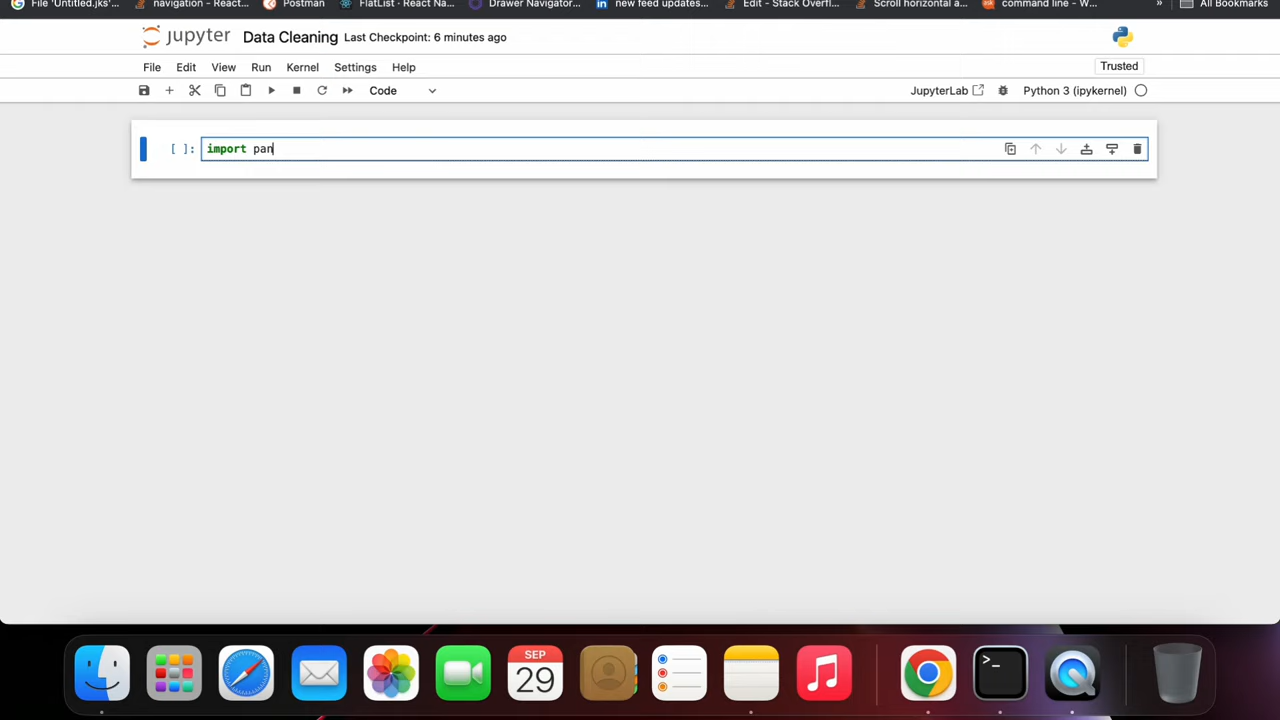 File 'Untitled.jks'...
navigation - React...
Postman
FlatList · React Na...
Drawer Navigator...
in
new feed updates...
Edit - Stack Overfl...
Scroll horizontal a...
ask
command line - W...
»
All Bookmarks
jupyter
Data Cleaning
Last Checkpoint: 6 minutes ago
File
Edit
View
Run
Kernel
Settings
Help
Trusted
Code
JupyterLab
Python 3 (ipykernel)
[ ]:
import pan
SEP
29
>_